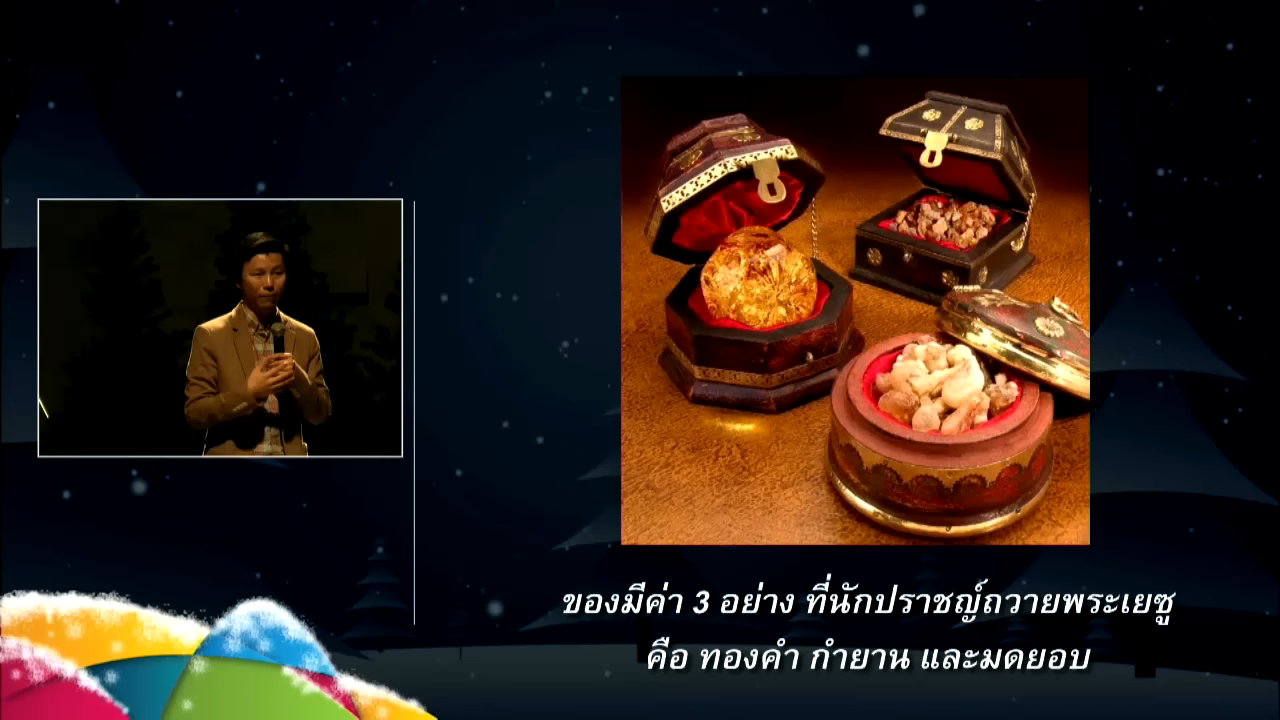 ของมีค่า 3 อย่าง ที่นักปราชญ์ถวายพระเยซู
คือ ทองคำ กำยาน และมดยอบ